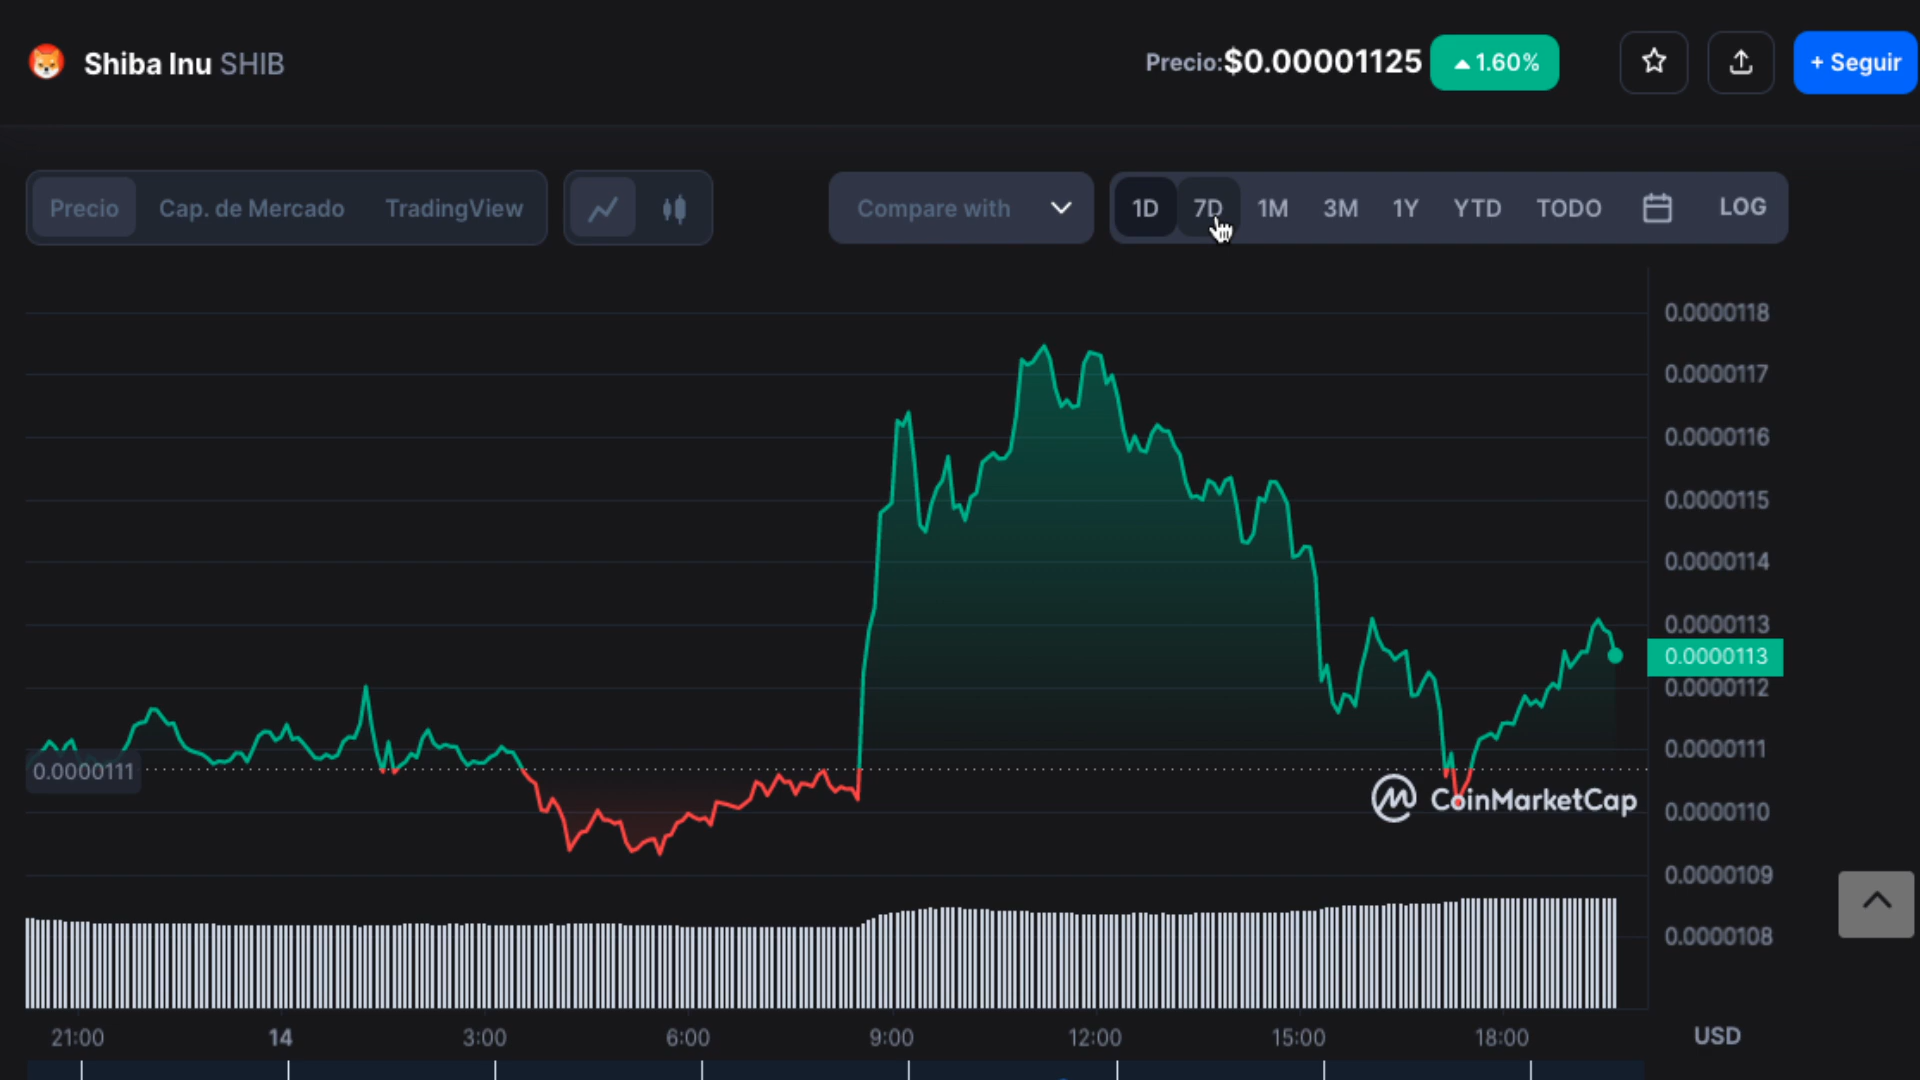 Shiba Inu SHIB
Precio:$0.00001125 1.60%
+ Seguir
Precio Cap. de Mercado TradingView
Compare with
1D 7D 1M 3M 1Y YTD TODO LOG
0.0000118
0.0000117
0.0000116
0.0000115
0.0000114
0.0000113
0.0000113
0.0000112
0.0000111
0.0000111
CoinMarketCap
0.0000110
0.0000109
0.0000108
21:00 14 3:00 6:00 9:00 12:00 15:00 18:00 USD